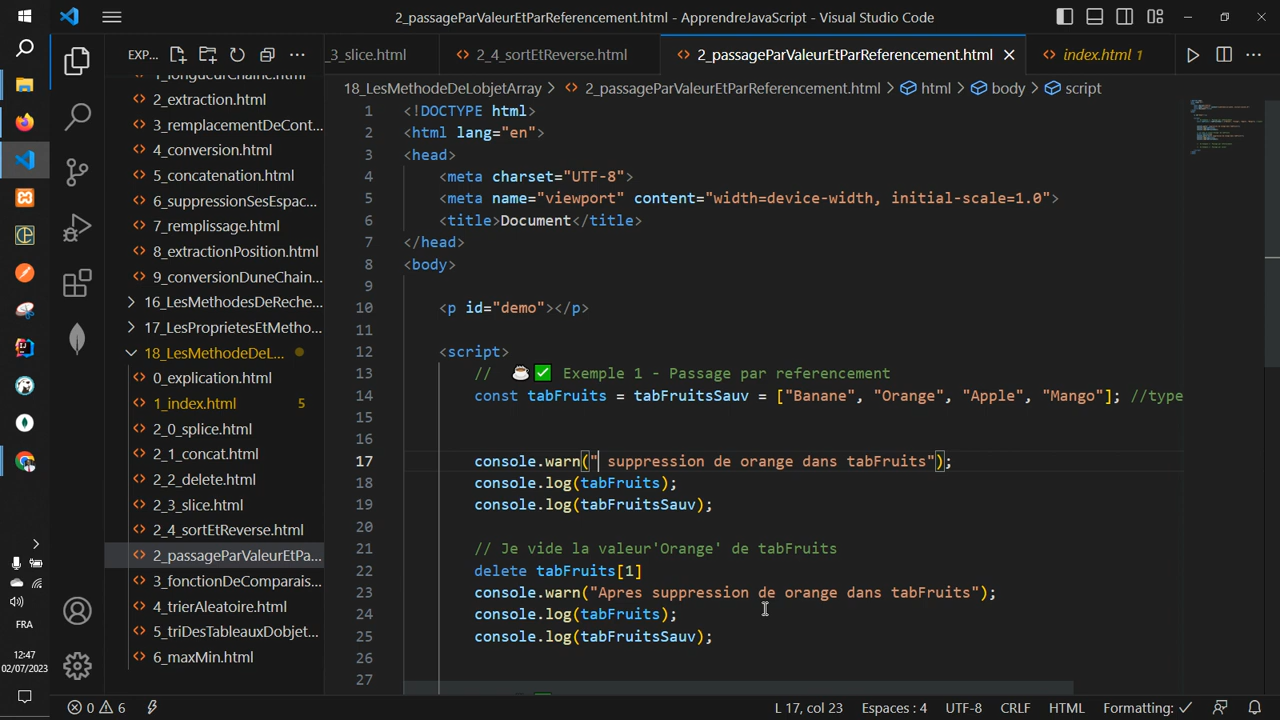 2_passageParValeurEtParReferencement.html - ApprendreJavaScript - Visual Studio Code
EXP...
_3_slice.html
2_4_sortEtReverse.html
2_passageParValeurEtParReferencement.html
index.html 1
18_LesMethodeDeLobjetArray > 2_passageParValeurEtParReferencement.html > html > body > script
1_longueurChaine.html
2_extraction.html
3_remplacementDeCont...
4_conversion.html
5_concatenation.html
6_suppressionSesEspac...
7_remplissage.html
8_extractionPosition.html
9_conversionDuneChain...
16_LesMethodesDeReche...
17_LesProprietesEtMetho...
18_LesMethodeDeL...
0_explication.html
1_index.html 5
2_0_splice.html
2_1_concat.html
2_2_delete.html
2_3_slice.html
2_4_sortEtReverse.html
2_passageParValeurEtPa...
3_fonctionDeComparais...
4_trierAleatoire.html
5_triDesTableauxDobjet...
6_maxMin.html
1 <!DOCTYPE html>
2 <html lang="en">
3 <head>
4 <meta charset="UTF-8">
5 <meta name="viewport" content="width=device-width, initial-scale=1.0">
6 <title>Document</title>
7 </head>
8 <body>
9
10 <p id="demo"></p>
11
12 <script>
13 // ☕✅ Exemple 1 - Passage par referencement
14 const tabFruits = tabFruitsSauv = ["Banane", "Orange", "Apple", "Mango"]; //type
15
16
17 console.warn(" suppression de orange dans tabFruits");
18 console.log(tabFruits);
19 console.log(tabFruitsSauv);
20
21 // Je vide la valeur'Orange' de tabFruits
22 delete tabFruits[1]
23 console.warn("Apres suppression de orange dans tabFruits");
24 console.log(tabFruits);
25 console.log(tabFruitsSauv);
26
27
FRA
12:47
02/07/2023
0 6
L 17, col 23
Espaces : 4
UTF-8
CRLF
HTML
Formatting: ✓